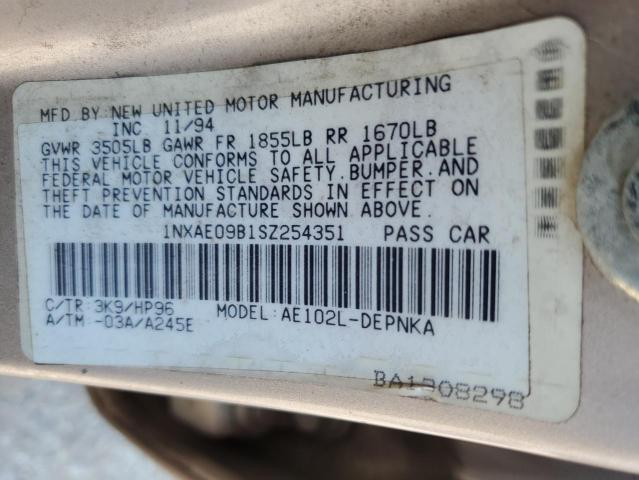 MFD BY: NEW UNITED MOTOR MANUFACTURING
INC 11/94
GVWR 3505LB GAWR FR 1855LB RR 1670LB
THIS VEHICLE CONFORMS TO ALL APPLICABLE
FEDERAL MOTOR VEHICLE SAFETY. BUMPER. AND
THEFT PREVENTION STANDARDS IN EFFECT ON
THE DATE OF MANUFACTURE SHOWN ABOVE.
1NXAE09B1SZ254351 PASS CAR
C/TR: 3K9/HP96 MODEL: AE102L-DEPNKA
A/TM: -03A/A245E
BA1308298